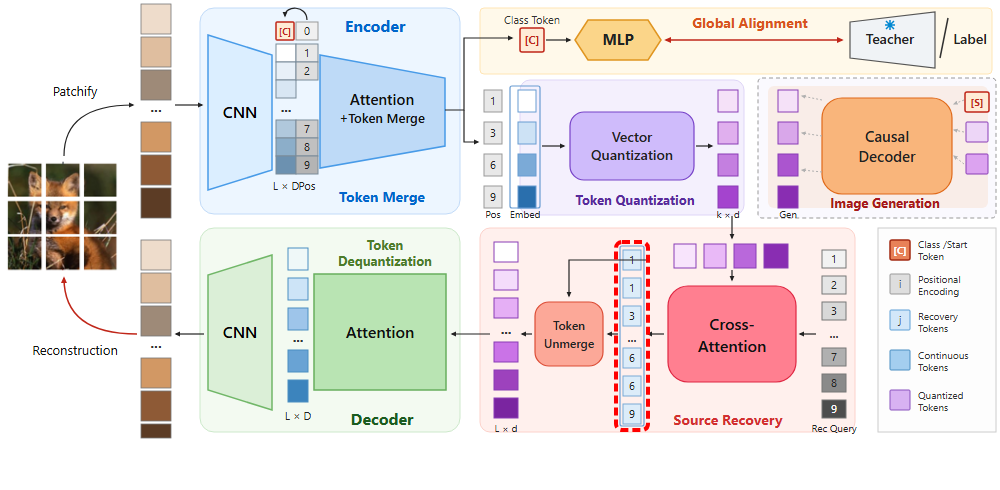 Patchify
...
Encoder
[C] 0
1
2
...
7
8
9
CNN
Attention
+Token Merge
L × DPos
Token Merge
Class Token
[C]
MLP
Global Alignment
Teacher
Label
1
3
6
9
Pos
Embed
Vector
Quantization
Token Quantization
k × d
Gen
Causal
Decoder
[S]
Image Generation
Reconstruction
...
CNN
Token
Dequantization
...
L × D
Attention
Decoder
...
L × d
Token
Unmerge
1
1
3
...
6
6
9
Cross-
Attention
Source Recovery
1
2
3
...
7
8
9
Rec Query
[C]
Class /Start
Token
i
Positional
Encoding
j
Recovery
Tokens
Continuous
Tokens
Quantized
Tokens